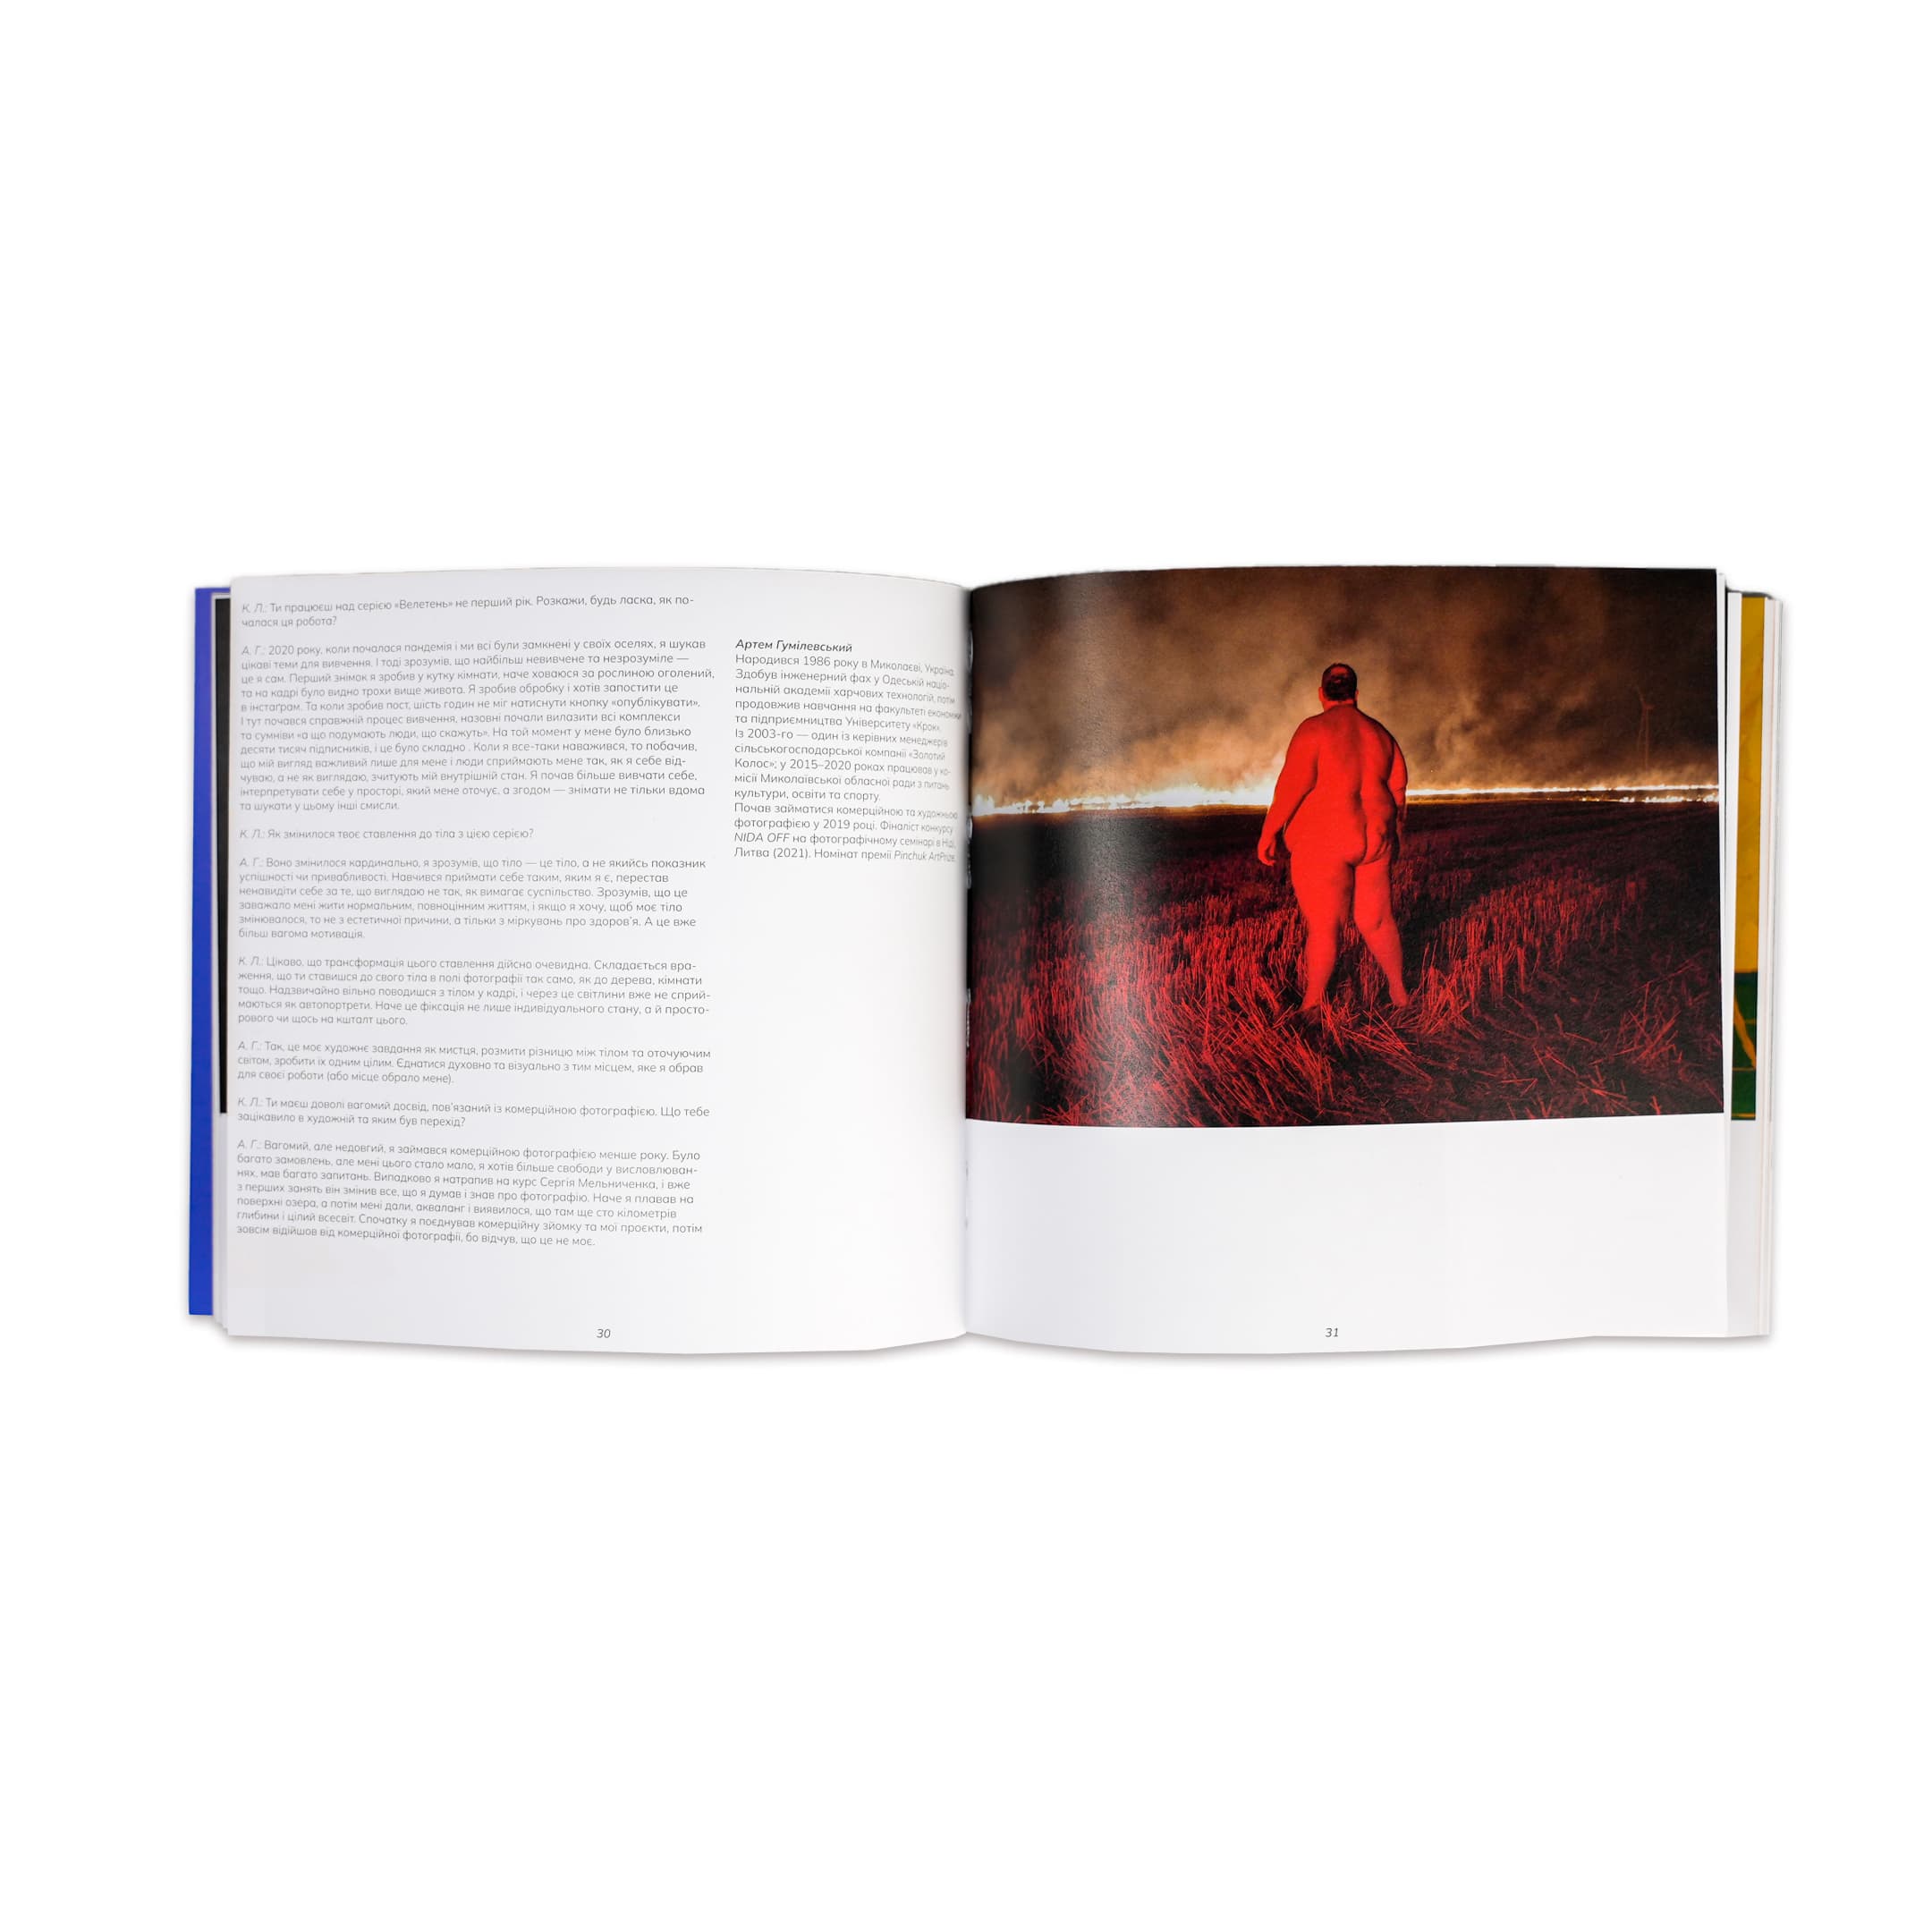 К. Л.: Ти працюєш над серією «Велетень» не перший рік. Розкажи, будь ласка, як по-
чалася ця робота?
А. Г.: 2020 року, коли почалася пандемія і ми всі були замкнені у своїх оселях, я шукав
цікаві теми для вивчення. І тоді зрозумів, що найбільш невивчене та незрозуміле —
це я сам. Перший знімок я зробив у кутку кімнати, наче ховаюся за рослиною оголений,
та на кадрі було видно трохи вище живота. Я зробив обробку і хотів запостити це
в інстаґрам. Та коли зробив пост, шість годин не міг натиснути кнопку «опублікувати».
І тут почався справжній процес вивчення, назовні почали вилазити всі комплекси
та сумніви «а що подумають люди, що скажуть». На той момент у мене було близько
десяти тисяч підписників, і це було складно . Коли я все-таки наважився, то побачив,
що мій вигляд важливий лише для мене і люди сприймають мене так, як я себе від-
чуваю, а не як виглядаю, зчитують мій внутрішній стан. Я почав більше вивчати себе,
інтерпретувати себе у просторі, який мене оточує, а згодом — знімати не тільки вдома
та шукати у цьому інші смисли.
К. Л.: Як змінилося твоє ставлення до тіла з цією серією?
А. Г.: Воно змінилося кардинально, я зрозумів, що тіло — це тіло, а не якийсь показник
успішності чи привабливості. Навчився приймати себе таким, яким я є, перестав
ненавидіти себе за те, що виглядаю не так, як вимагає суспільство. Зрозумів, що це
заважало мені жити нормальним, повноцінним життям, і якщо я хочу, щоб моє тіло
змінювалося, то не з естетичної причини, а тільки з міркувань про здоров'я. А це вже
більш вагома мотивація.
К. Л.: Цікаво, що трансформація цього ставлення дійсно очевидна. Складається вра-
ження, що ти ставишся до свого тіла в полі фотографії так само, як до дерева, кімнати
тощо. Надзвичайно вільно поводишся з тілом у кадрі, і через це світлини вже не сприй-
маються як автопортрети. Наче це фіксація не лише індивідуального стану, а й просто-
рового чи щось на кшталт цього.
А. Г.: Так, це моє художнє завдання як мистця, розмити різницю між тілом та оточуючим
світом, зробити їх одним цілим. Єднатися духовно та візуально з тим місцем, яке я обрав
для своєї роботи (або місце обрало мене).
К. Л.: Ти маєш доволі вагомий досвід, пов'язаний із комерційною фотографією. Що тебе
зацікавило в художній та яким був перехід?
А. Г.: Вагомий, але недовгий, я займався комерційною фотографією менше року. Було
багато замовлень, але мені цього стало мало, я хотів більше свободи у висловлюван-
нях, мав багато запитань. Випадково я натрапив на курс Сергія Мельниченка, і вже
з перших занять він змінив все, що я думав і знав про фотографію. Наче я плавав на
поверхні озера, а потім мені дали, акваланг і виявилося, що там ще сто кілометрів
глибини і цілий всесвіт. Спочатку я поєднував комерційну зйомку та мої проєкти, потім
зовсім відійшов від комерційної фотографії, бо відчув, що це не моє.
Артем Гумілевський
Народився 1986 року в Миколаєві, Україна.
Здобув інженерний фах у Одеській націо-
нальній академії харчових технологій, потім
продовжив навчання на факультеті економіки
та підприємництва Університету «Крок».
Із 2003-го — один із керівних менеджерів
сільськогосподарської компанії «Золотий
Колос»; у 2015–2020 роках працював у ко-
місії Миколаївської обласної ради з питань
культури, освіти та спорту.
Почав займатися комерційною та художньою
фотографією у 2019 році. Фіналіст конкурсу
NIDA OFF на фотографічному семінарі в Ніді,
Литва (2021). Номінат премії Pinchuk ArtPrize.
30
31